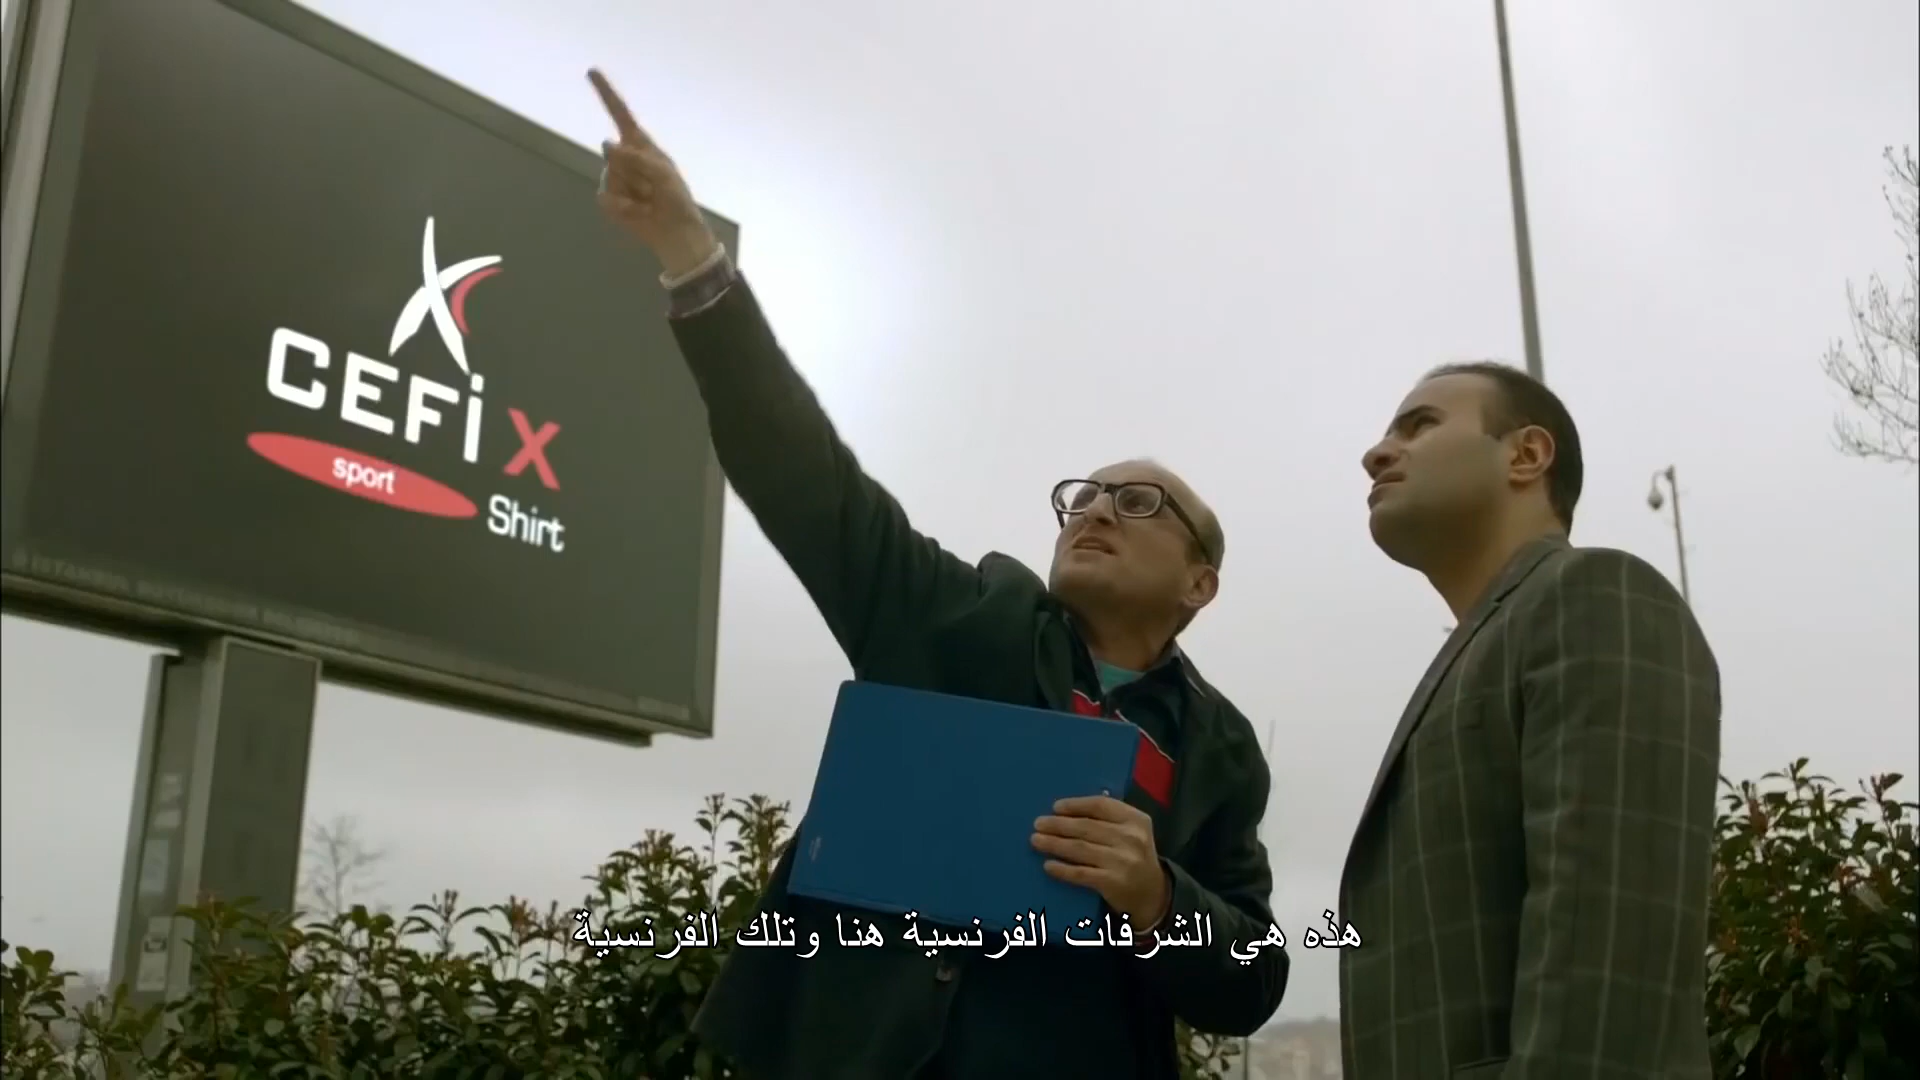 CEFİX
sport
Shirt
هذه هي الشرفات الفرنسية هنا وتلك الفرنسية